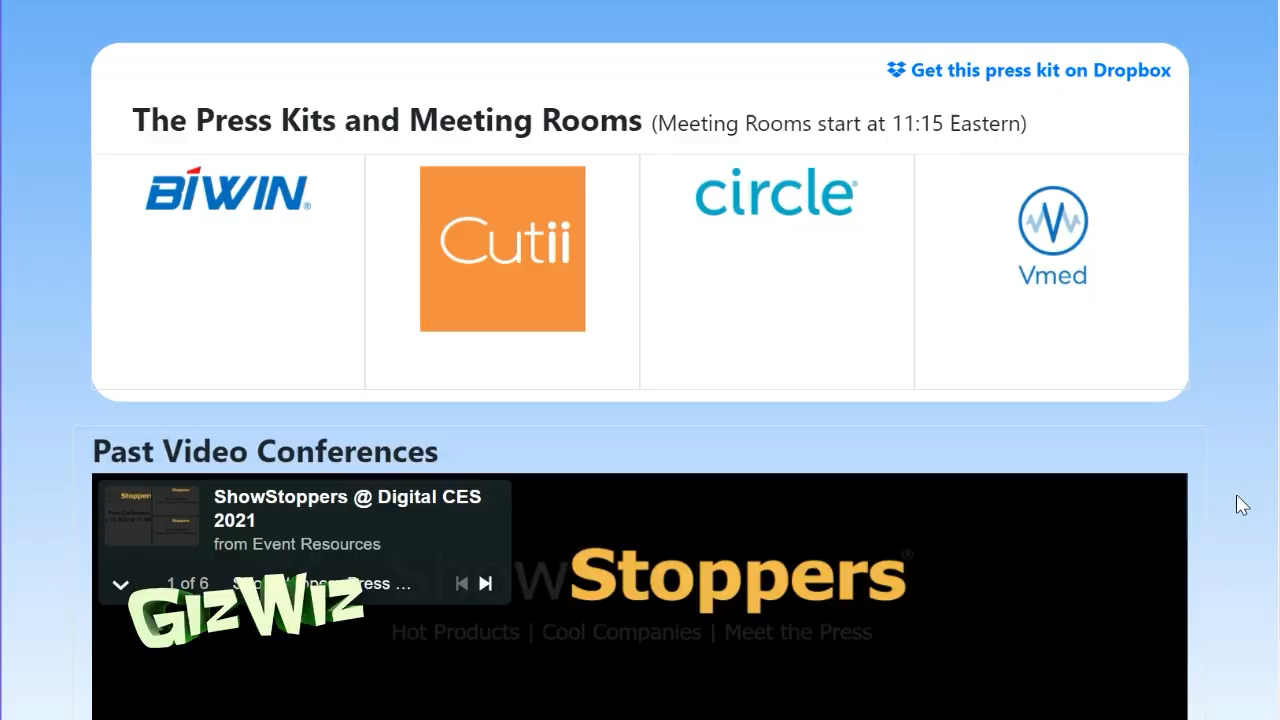 Get this press kit on Dropbox
The Press Kits and Meeting Rooms (Meeting Rooms start at 11:15 Eastern)
BIWIN®
Cutii
circle®
Vmed
Past Video Conferences
ShowStoppers @ Digital CES
2021
from Event Resources
1 of 6 Press ...
ShowStoppers®
Hot Products | Cool Companies | Meet the Press
GizWiz